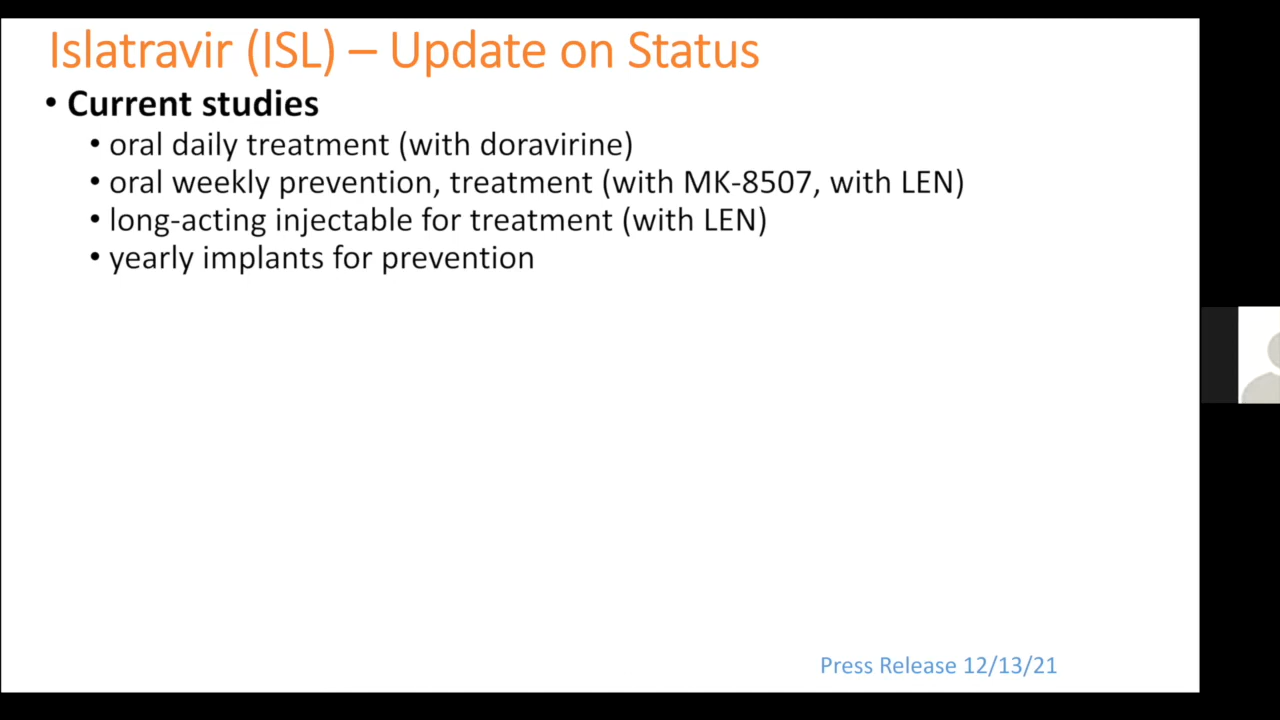 Islatravir (ISL) – Update on Status
• Current studies
• oral daily treatment (with doravirine)
• oral weekly prevention, treatment (with MK-8507, with LEN)
• long-acting injectable for treatment (with LEN)
• yearly implants for prevention
Press Release 12/13/21